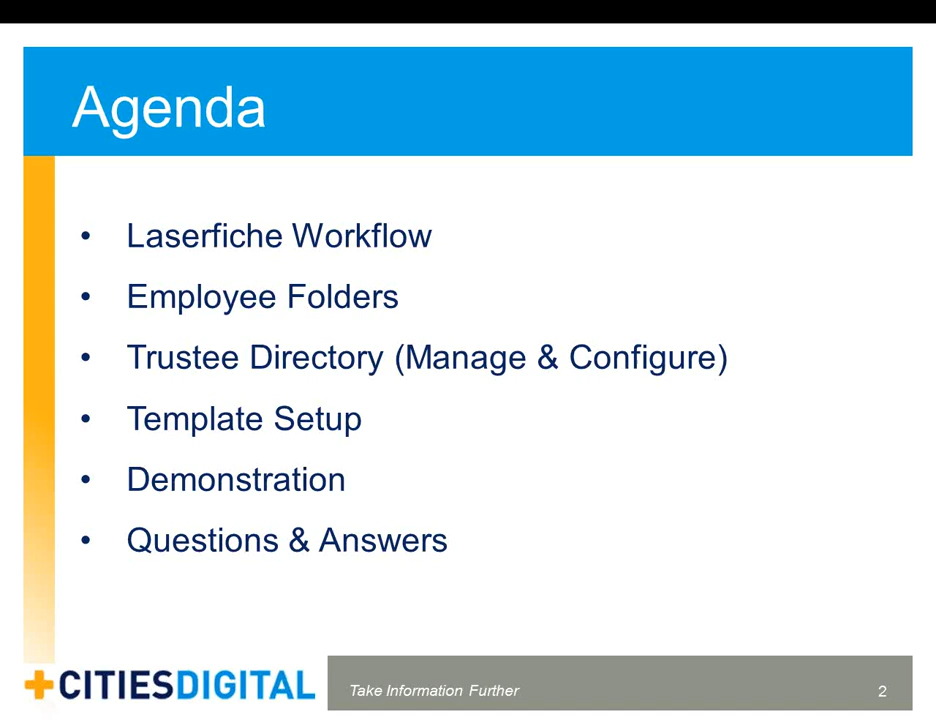 Agenda
• Laserfiche Workflow
• Employee Folders
• Trustee Directory (Manage & Configure)
• Template Setup
• Demonstration
• Questions & Answers
CITIESDIGITAL
Take Information Further
2